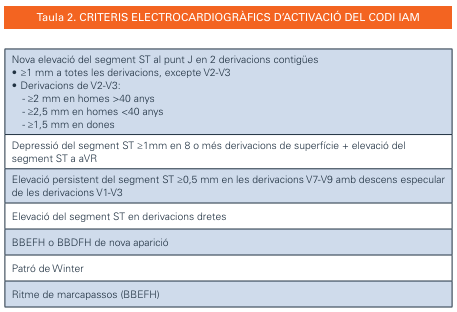 Taula 2. CRITERIS ELECTROCARDIOGRÀFICS D'ACTIVACIÓ DEL CODI IAM
Nova elevació del segment ST al punt J en 2 derivacions contigües
• ≥1 mm a totes les derivacions, excepte V2-V3
• Derivacions de V2-V3:
- ≥2 mm en homes >40 anys
- ≥2,5 mm en homes <40 anys
- ≥1,5 mm en dones
Depressió del segment ST ≥1mm en 8 o més derivacions de superfície + elevació del
segment ST a aVR
Elevació persistent del segment ST ≥0,5 mm en les derivacions V7-V9 amb descens especular
de les derivacions V1-V3
Elevació del segment ST en derivacions dretes
BBEFH o BBDFH de nova aparició
Patró de Winter
Ritme de marcapassos (BBEFH)